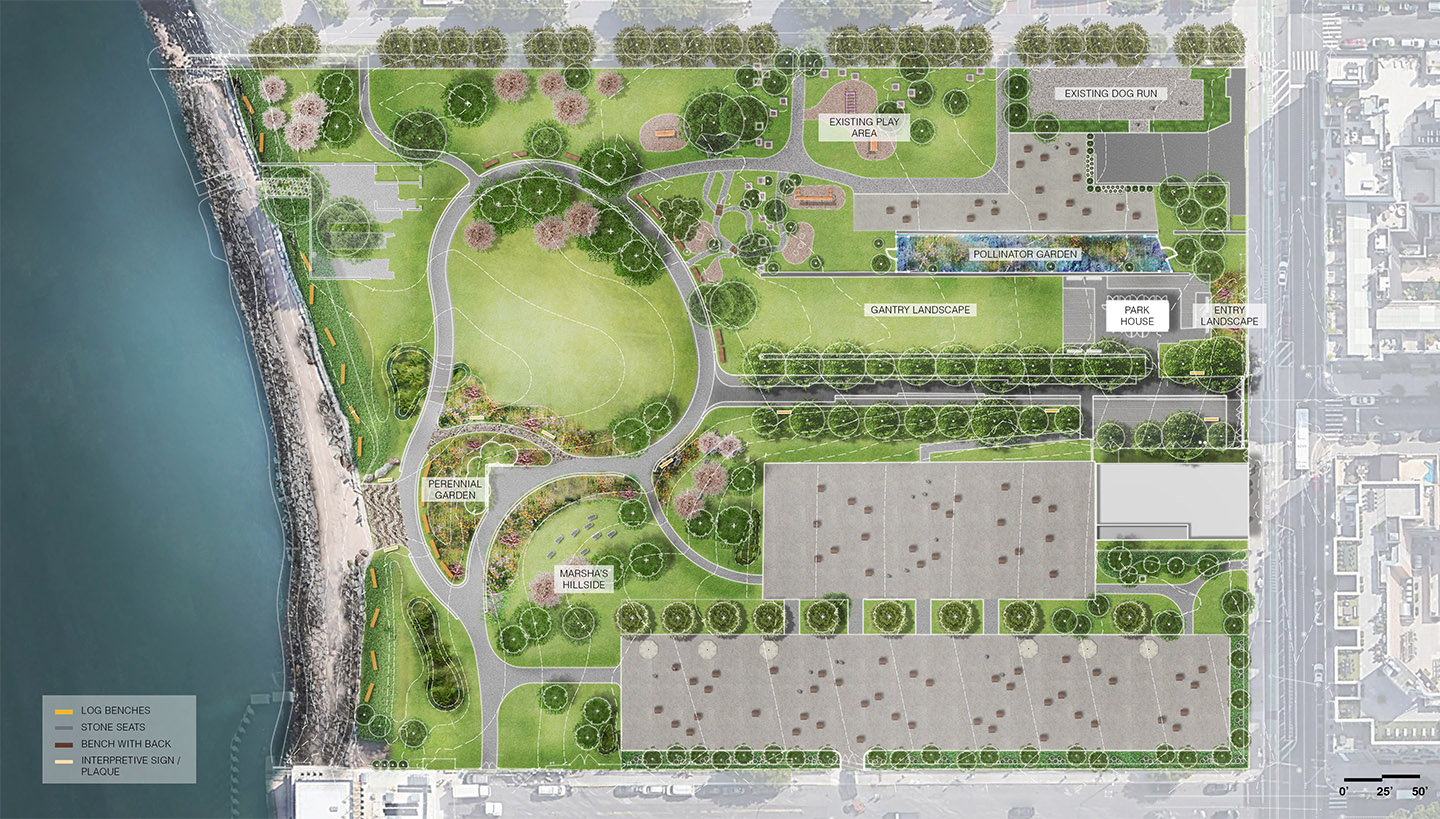 EXISTING DOG RUN
EXISTING PLAY
AREA
POLLINATOR GARDEN
GANTRY LANDSCAPE
PARK
HOUSE
ENTRY
LANDSCAPE
PERENNIAL
GARDEN
MARSHA'S
HILLSIDE
LOG BENCHES
STONE SEATS
BENCH WITH BACK
INTERPRETIVE SIGN /
PLAQUE
0' 25' 50'